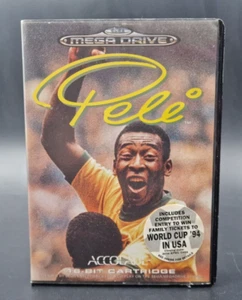 MEGA DRIVE
Pelé
INCLUDES
COMPETITION
ENTRY TO WIN
FAMILY TICKETS TO
WORLD CUP '94
IN USA
ACCOLADE
16-BIT CARTRIDGE